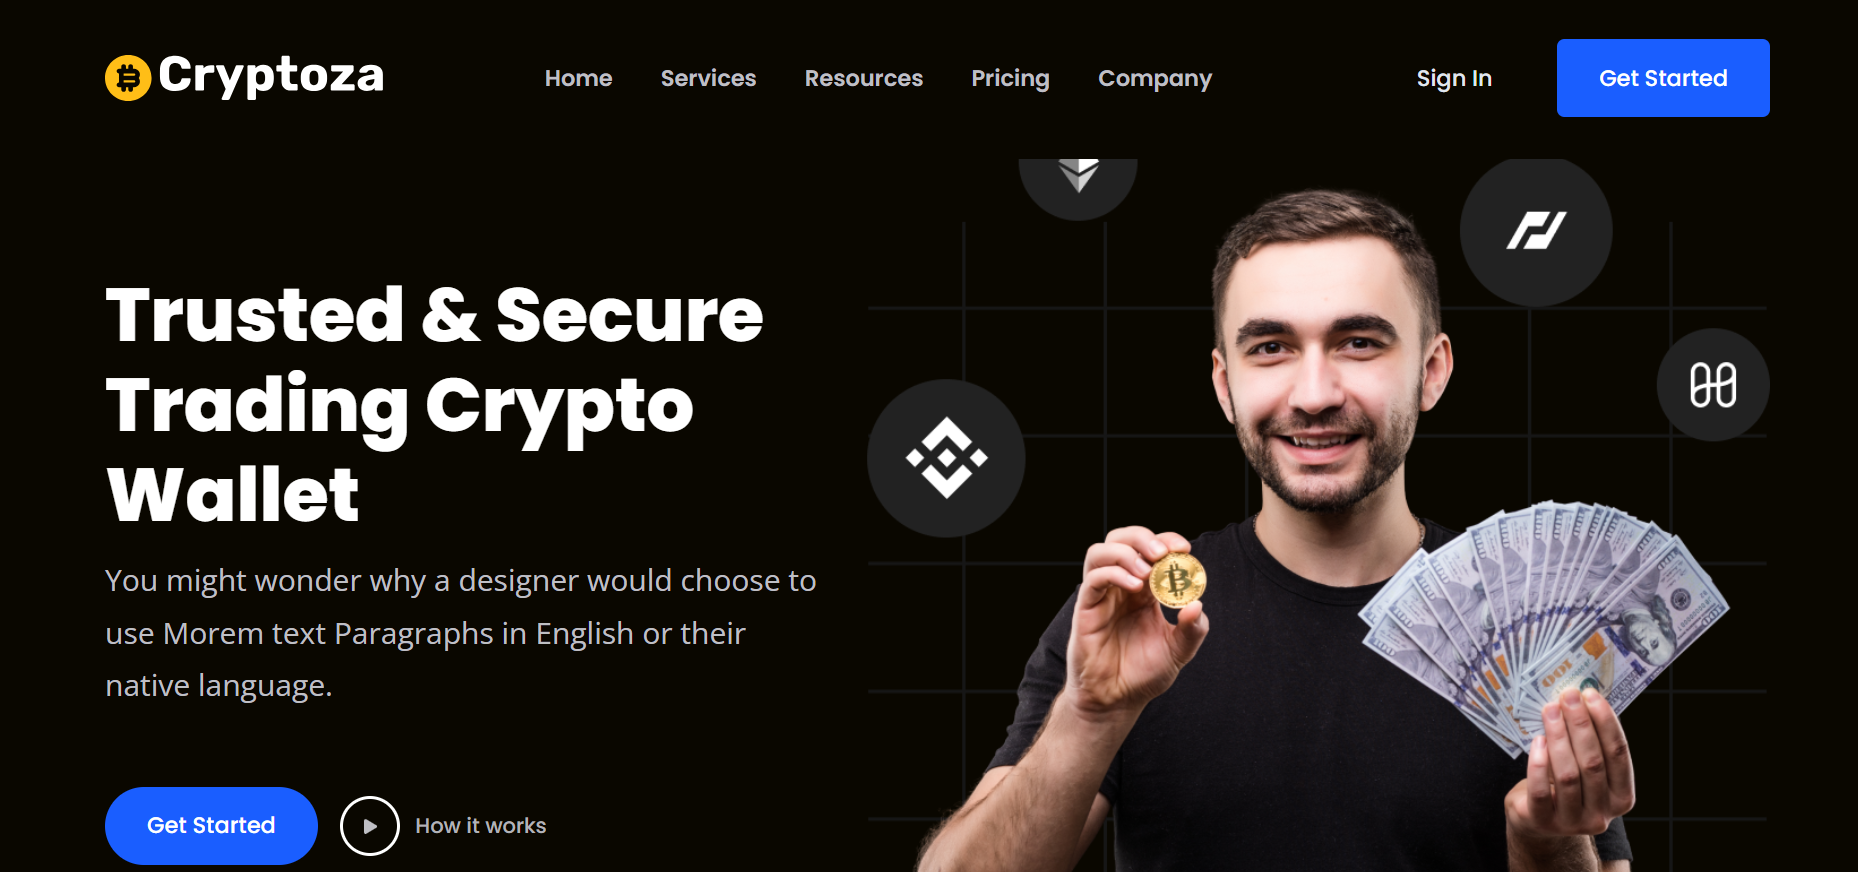 Cryptoza
Home
Services
Resources
Pricing
Company
Sign In
Get Started
Trusted & Secure
Trading Crypto
Wallet
You might wonder why a designer would choose to
use Morem text Paragraphs in English or their
native language.
Get Started
How it works
100
100